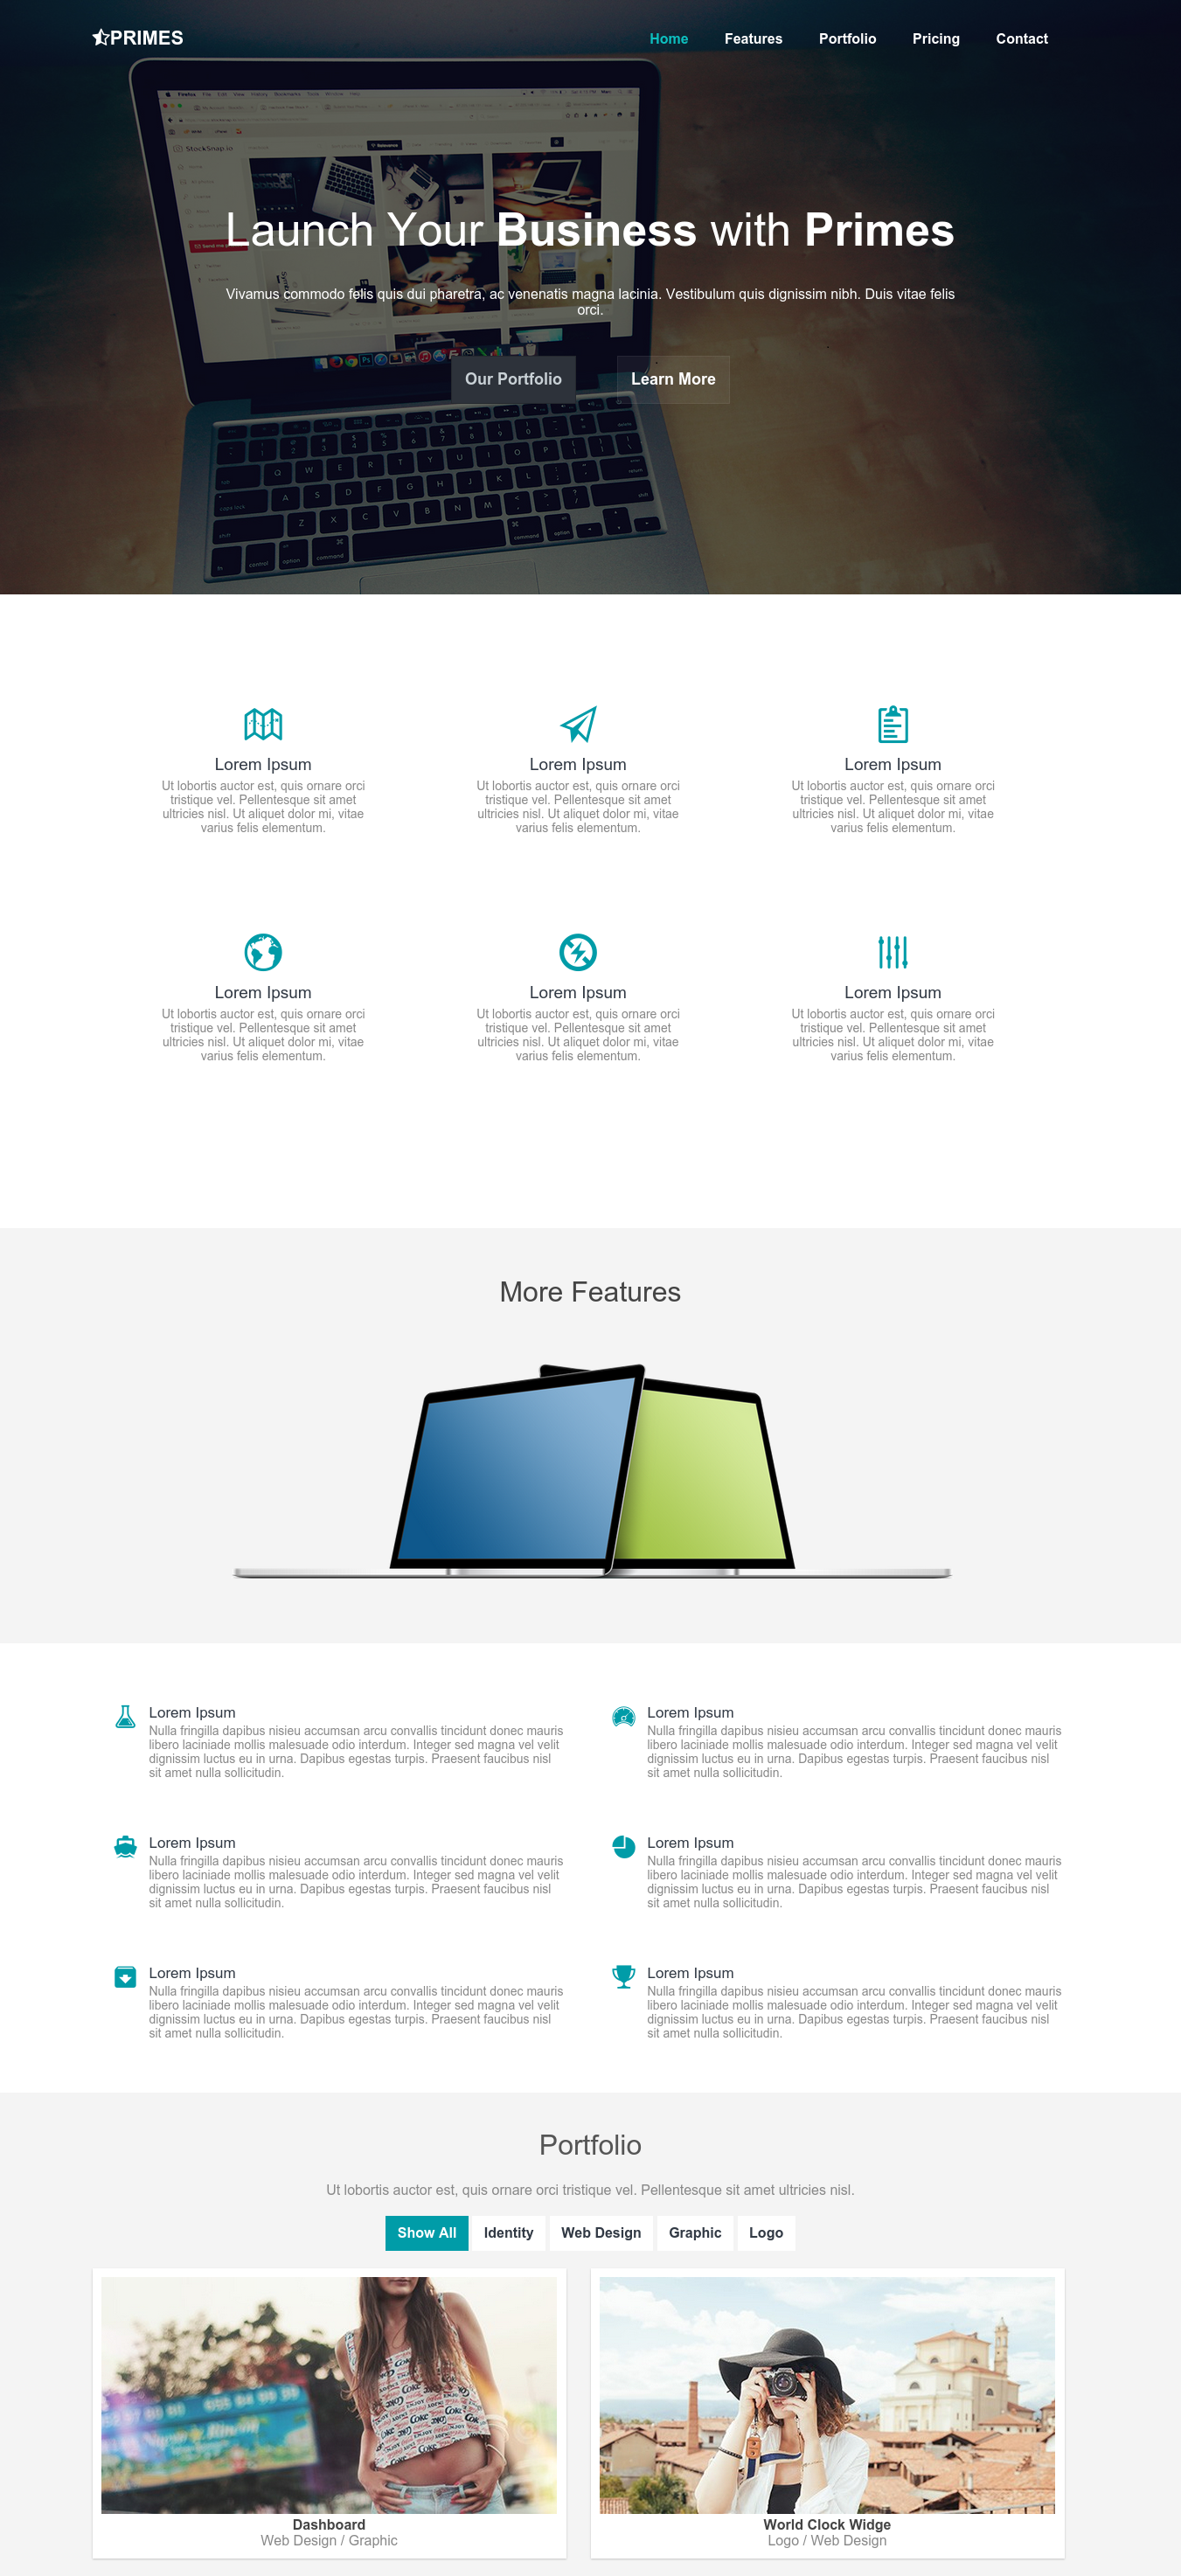 PRIMES
Home Features Portfolio Pricing Contact
StockSnap.io
Launch Your Business with Primes
Vivamus commodo felis quis dui pharetra, ac venenatis magna lacinia. Vestibulum quis dignissim nibh. Duis vitae felis
orci.
Our Portfolio Learn More
Lorem Ipsum
Ut lobortis auctor est, quis ornare orci
tristique vel. Pellentesque sit amet
ultricies nisl. Ut aliquet dolor mi, vitae
varius felis elementum.
Lorem Ipsum
Ut lobortis auctor est, quis ornare orci
tristique vel. Pellentesque sit amet
ultricies nisl. Ut aliquet dolor mi, vitae
varius felis elementum.
Lorem Ipsum
Ut lobortis auctor est, quis ornare orci
tristique vel. Pellentesque sit amet
ultricies nisl. Ut aliquet dolor mi, vitae
varius felis elementum.
Lorem Ipsum
Ut lobortis auctor est, quis ornare orci
tristique vel. Pellentesque sit amet
ultricies nisl. Ut aliquet dolor mi, vitae
varius felis elementum.
Lorem Ipsum
Ut lobortis auctor est, quis ornare orci
tristique vel. Pellentesque sit amet
ultricies nisl. Ut aliquet dolor mi, vitae
varius felis elementum.
Lorem Ipsum
Ut lobortis auctor est, quis ornare orci
tristique vel. Pellentesque sit amet
ultricies nisl. Ut aliquet dolor mi, vitae
varius felis elementum.
More Features
Lorem Ipsum
Nulla fringilla dapibus nisieu accumsan arcu convallis tincidunt donec mauris
libero laciniade mollis malesuade odio interdum. Integer sed magna vel velit
dignissim luctus eu in urna. Dapibus egestas turpis. Praesent faucibus nisl
sit amet nulla sollicitudin.
Lorem Ipsum
Nulla fringilla dapibus nisieu accumsan arcu convallis tincidunt donec mauris
libero laciniade mollis malesuade odio interdum. Integer sed magna vel velit
dignissim luctus eu in urna. Dapibus egestas turpis. Praesent faucibus nisl
sit amet nulla sollicitudin.
Lorem Ipsum
Nulla fringilla dapibus nisieu accumsan arcu convallis tincidunt donec mauris
libero laciniade mollis malesuade odio interdum. Integer sed magna vel velit
dignissim luctus eu in urna. Dapibus egestas turpis. Praesent faucibus nisl
sit amet nulla sollicitudin.
Lorem Ipsum
Nulla fringilla dapibus nisieu accumsan arcu convallis tincidunt donec mauris
libero laciniade mollis malesuade odio interdum. Integer sed magna vel velit
dignissim luctus eu in urna. Dapibus egestas turpis. Praesent faucibus nisl
sit amet nulla sollicitudin.
Lorem Ipsum
Nulla fringilla dapibus nisieu accumsan arcu convallis tincidunt donec mauris
libero laciniade mollis malesuade odio interdum. Integer sed magna vel velit
dignissim luctus eu in urna. Dapibus egestas turpis. Praesent faucibus nisl
sit amet nulla sollicitudin.
Lorem Ipsum
Nulla fringilla dapibus nisieu accumsan arcu convallis tincidunt donec mauris
libero laciniade mollis malesuade odio interdum. Integer sed magna vel velit
dignissim luctus eu in urna. Dapibus egestas turpis. Praesent faucibus nisl
sit amet nulla sollicitudin.
Portfolio
Ut lobortis auctor est, quis ornare orci tristique vel. Pellentesque sit amet ultricies nisl.
Show All Identity Web Design Graphic Logo
Dashboard
Web Design / Graphic
World Clock Widget
Logo / Web Design